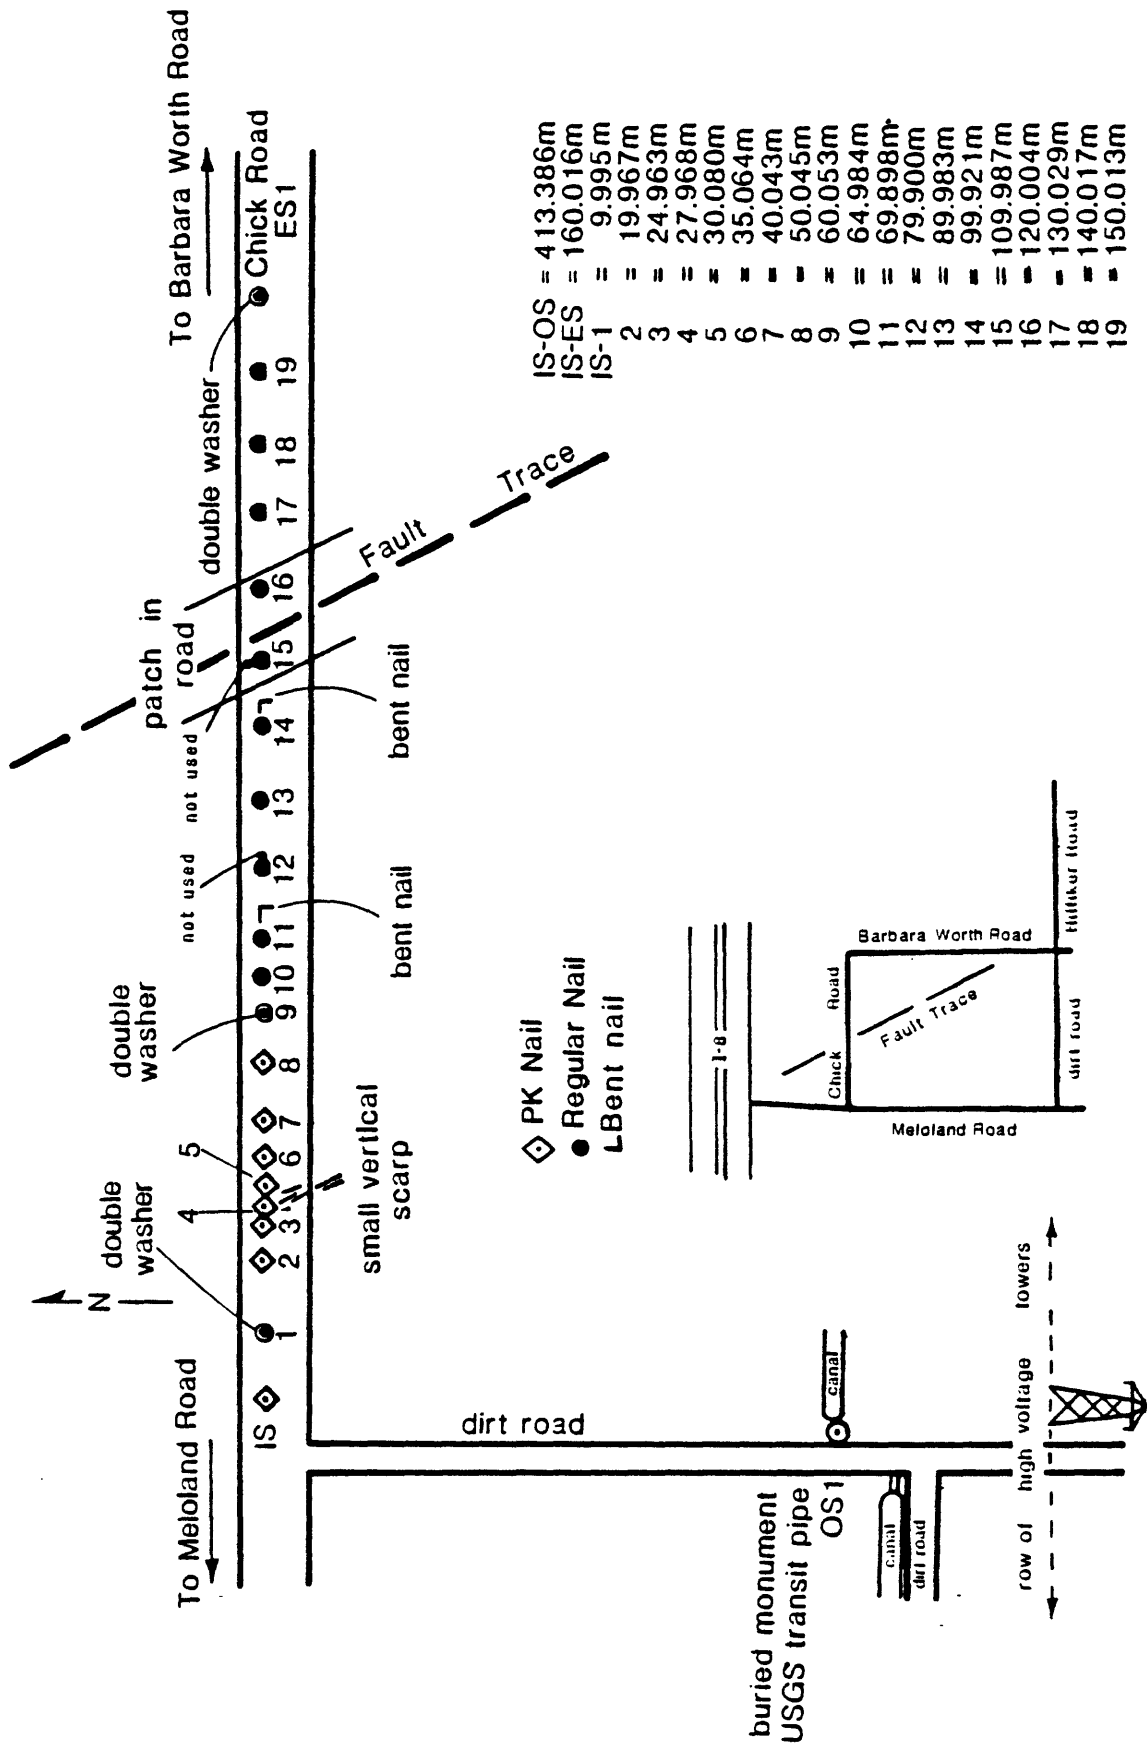 To Meloland Road
To Barbara Worth Road
N
double
washer
4
5
double
washer
not used
not used
patch in
road
double washer
IS
1
2
3
6
7
8
9
10
11
12
13
14
15
16
17
18
19
Chick Road
ES1
small vertical
scarp
bent nail
bent nail
Fault Trace
dirt road
PK Nail
Regular Nail
Bent nail
IS-OS = 413.386m
IS-ES = 160.016m
IS-1 = 9.995m
2 = 19.967m
3 = 24.963m
4 = 27.968m
5 = 30.080m
6 = 35.064m
7 = 40.043m
8 = 50.045m
9 = 60.053m
10 = 64.984m
11 = 69.898m
12 = 79.900m
13 = 89.983m
14 = 99.921m
15 = 109.987m
16 = 120.004m
17 = 130.029m
18 = 140.017m
19 = 150.013m
buried monument
USGS transit pipe
OS1
canal
canal
dirt road
row of high voltage towers
I-8
Chick Road
Barbara Worth Road
Fault Trace
Meloland Road
dirt road
Road